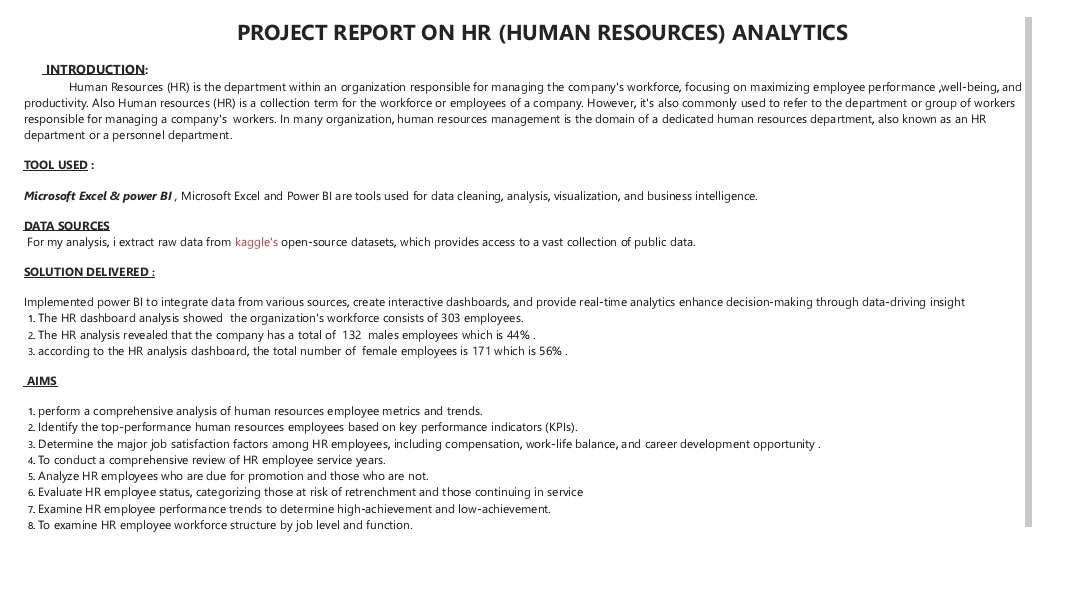 PROJECT REPORT ON HR (HUMAN RESOURCES) ANALYTICS
INTRODUCTION:
Human Resources (HR) is the department within an organization responsible for managing the company's workforce, focusing on maximizing employee performance ,well-being, and
productivity. Also Human resources (HR) is a collection term for the workforce or employees of a company. However, it's also commonly used to refer to the department or group of workers
responsible for managing a company's workers. In many organization, human resources management is the domain of a dedicated human resources department, also known as an HR
department or a personnel department.
TOOL USED :
Microsoft Excel & power BI , Microsoft Excel and Power BI are tools used for data cleaning, analysis, visualization, and business intelligence.
DATA SOURCES
For my analysis, i extract raw data from kaggle's open-source datasets, which provides access to a vast collection of public data.
SOLUTION DELIVERED :
Implemented power BI to integrate data from various sources, create interactive dashboards, and provide real-time analytics enhance decision-making through data-driving insight
1. The HR dashboard analysis showed the organization's workforce consists of 303 employees.
2. The HR analysis revealed that the company has a total of 132 males employees which is 44% .
3. according to the HR analysis dashboard, the total number of female employees is 171 which is 56% .
AIMS
1. perform a comprehensive analysis of human resources employee metrics and trends.
2. Identify the top-performance human resources employees based on key performance indicators (KPIs).
3. Determine the major job satisfaction factors among HR employees, including compensation, work-life balance, and career development opportunity .
4. To conduct a comprehensive review of HR employee service years.
5. Analyze HR employees who are due for promotion and those who are not.
6. Evaluate HR employee status, categorizing those at risk of retrenchment and those continuing in service
7. Examine HR employee performance trends to determine high-achievement and low-achievement.
8. To examine HR employee workforce structure by job level and function.